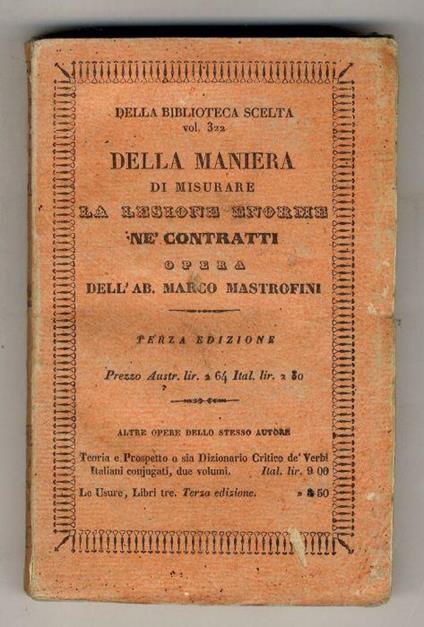 DELLA BIBLIOTECA SCELTA
vol. 322
DELLA MANIERA
DI MISURARE
LA LESIONE ENORME
NE' CONTRATTI
OPERA
DELL' AB. MARCO MASTROFINI
TERZA EDIZIONE
Prezzo Austr. lir. 2 64 Ital. lir. 2 30
ALTRE OPERE DELLO STESSO AUTORE
Teoria e Prospetto o sia Dizionario Critico de' Verbi
Italiani conjugati, due volumi. Ital. lir. 9 00
Le Usure, Libri tre. Terza edizione. » 50